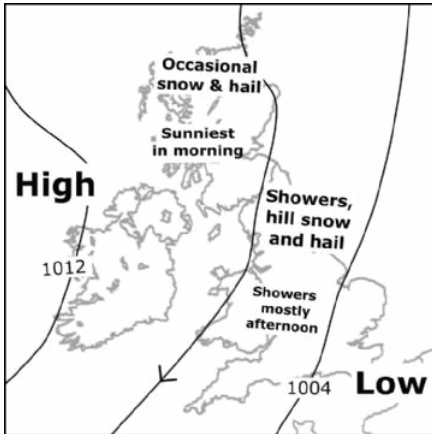 Occasional
snow & hail
Sunniest
in morning
High
Showers,
hill snow
and hail
1012
Showers
mostly
afternoon
1004
Low